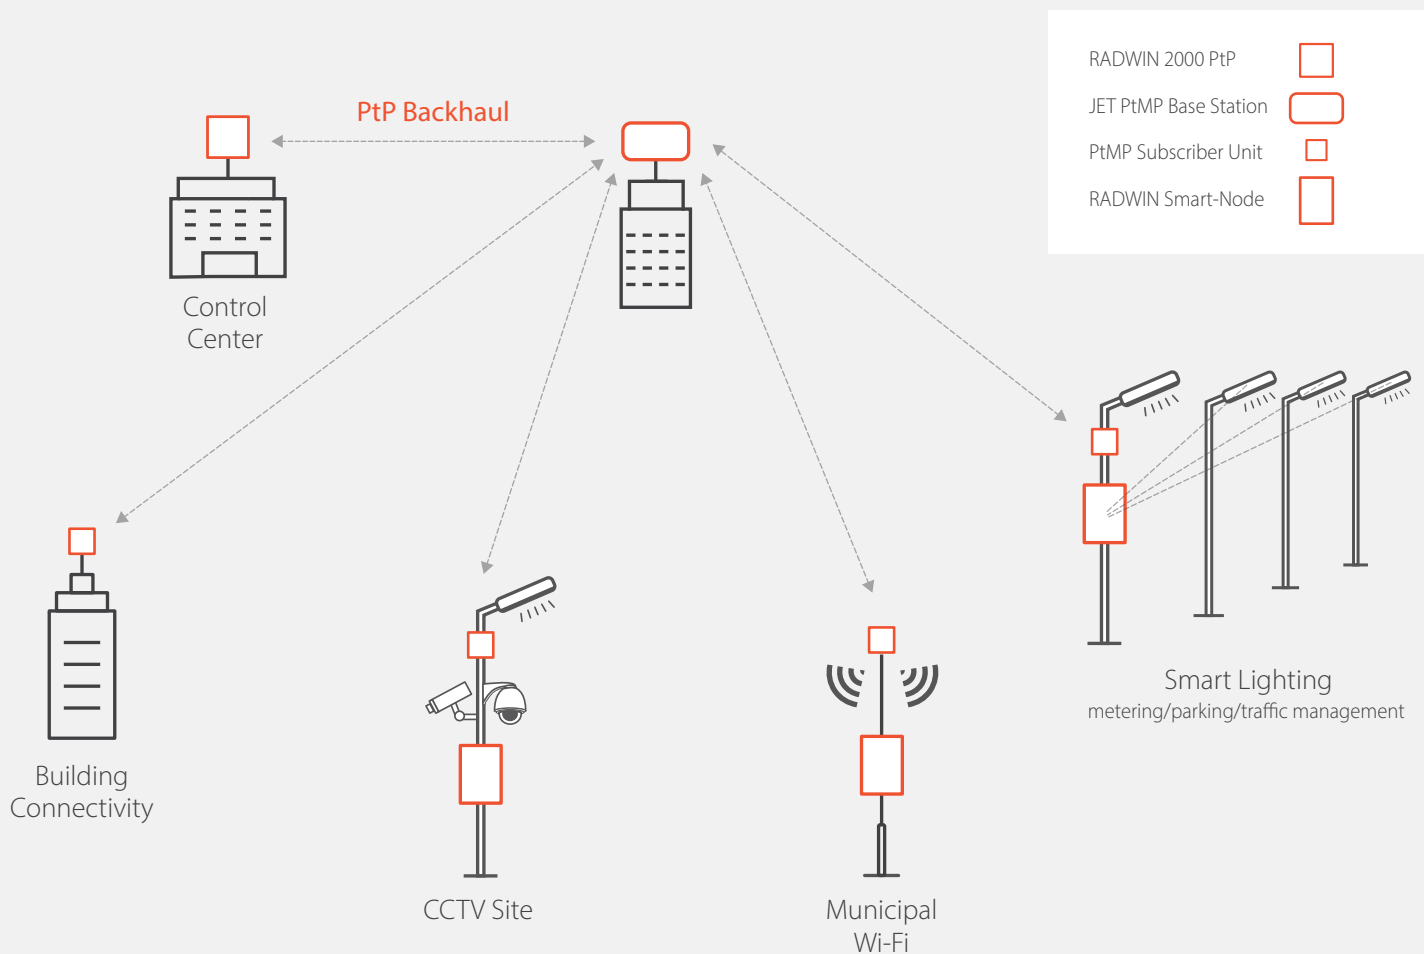 RADWIN 2000 PtP
JET PtMP Base Station
PtMP Subscriber Unit
RADWIN Smart-Node
PtP Backhaul
Control
Center
Building
Connectivity
CCTV Site
Municipal
Wi-Fi
Smart Lighting
metering/parking/traffic management